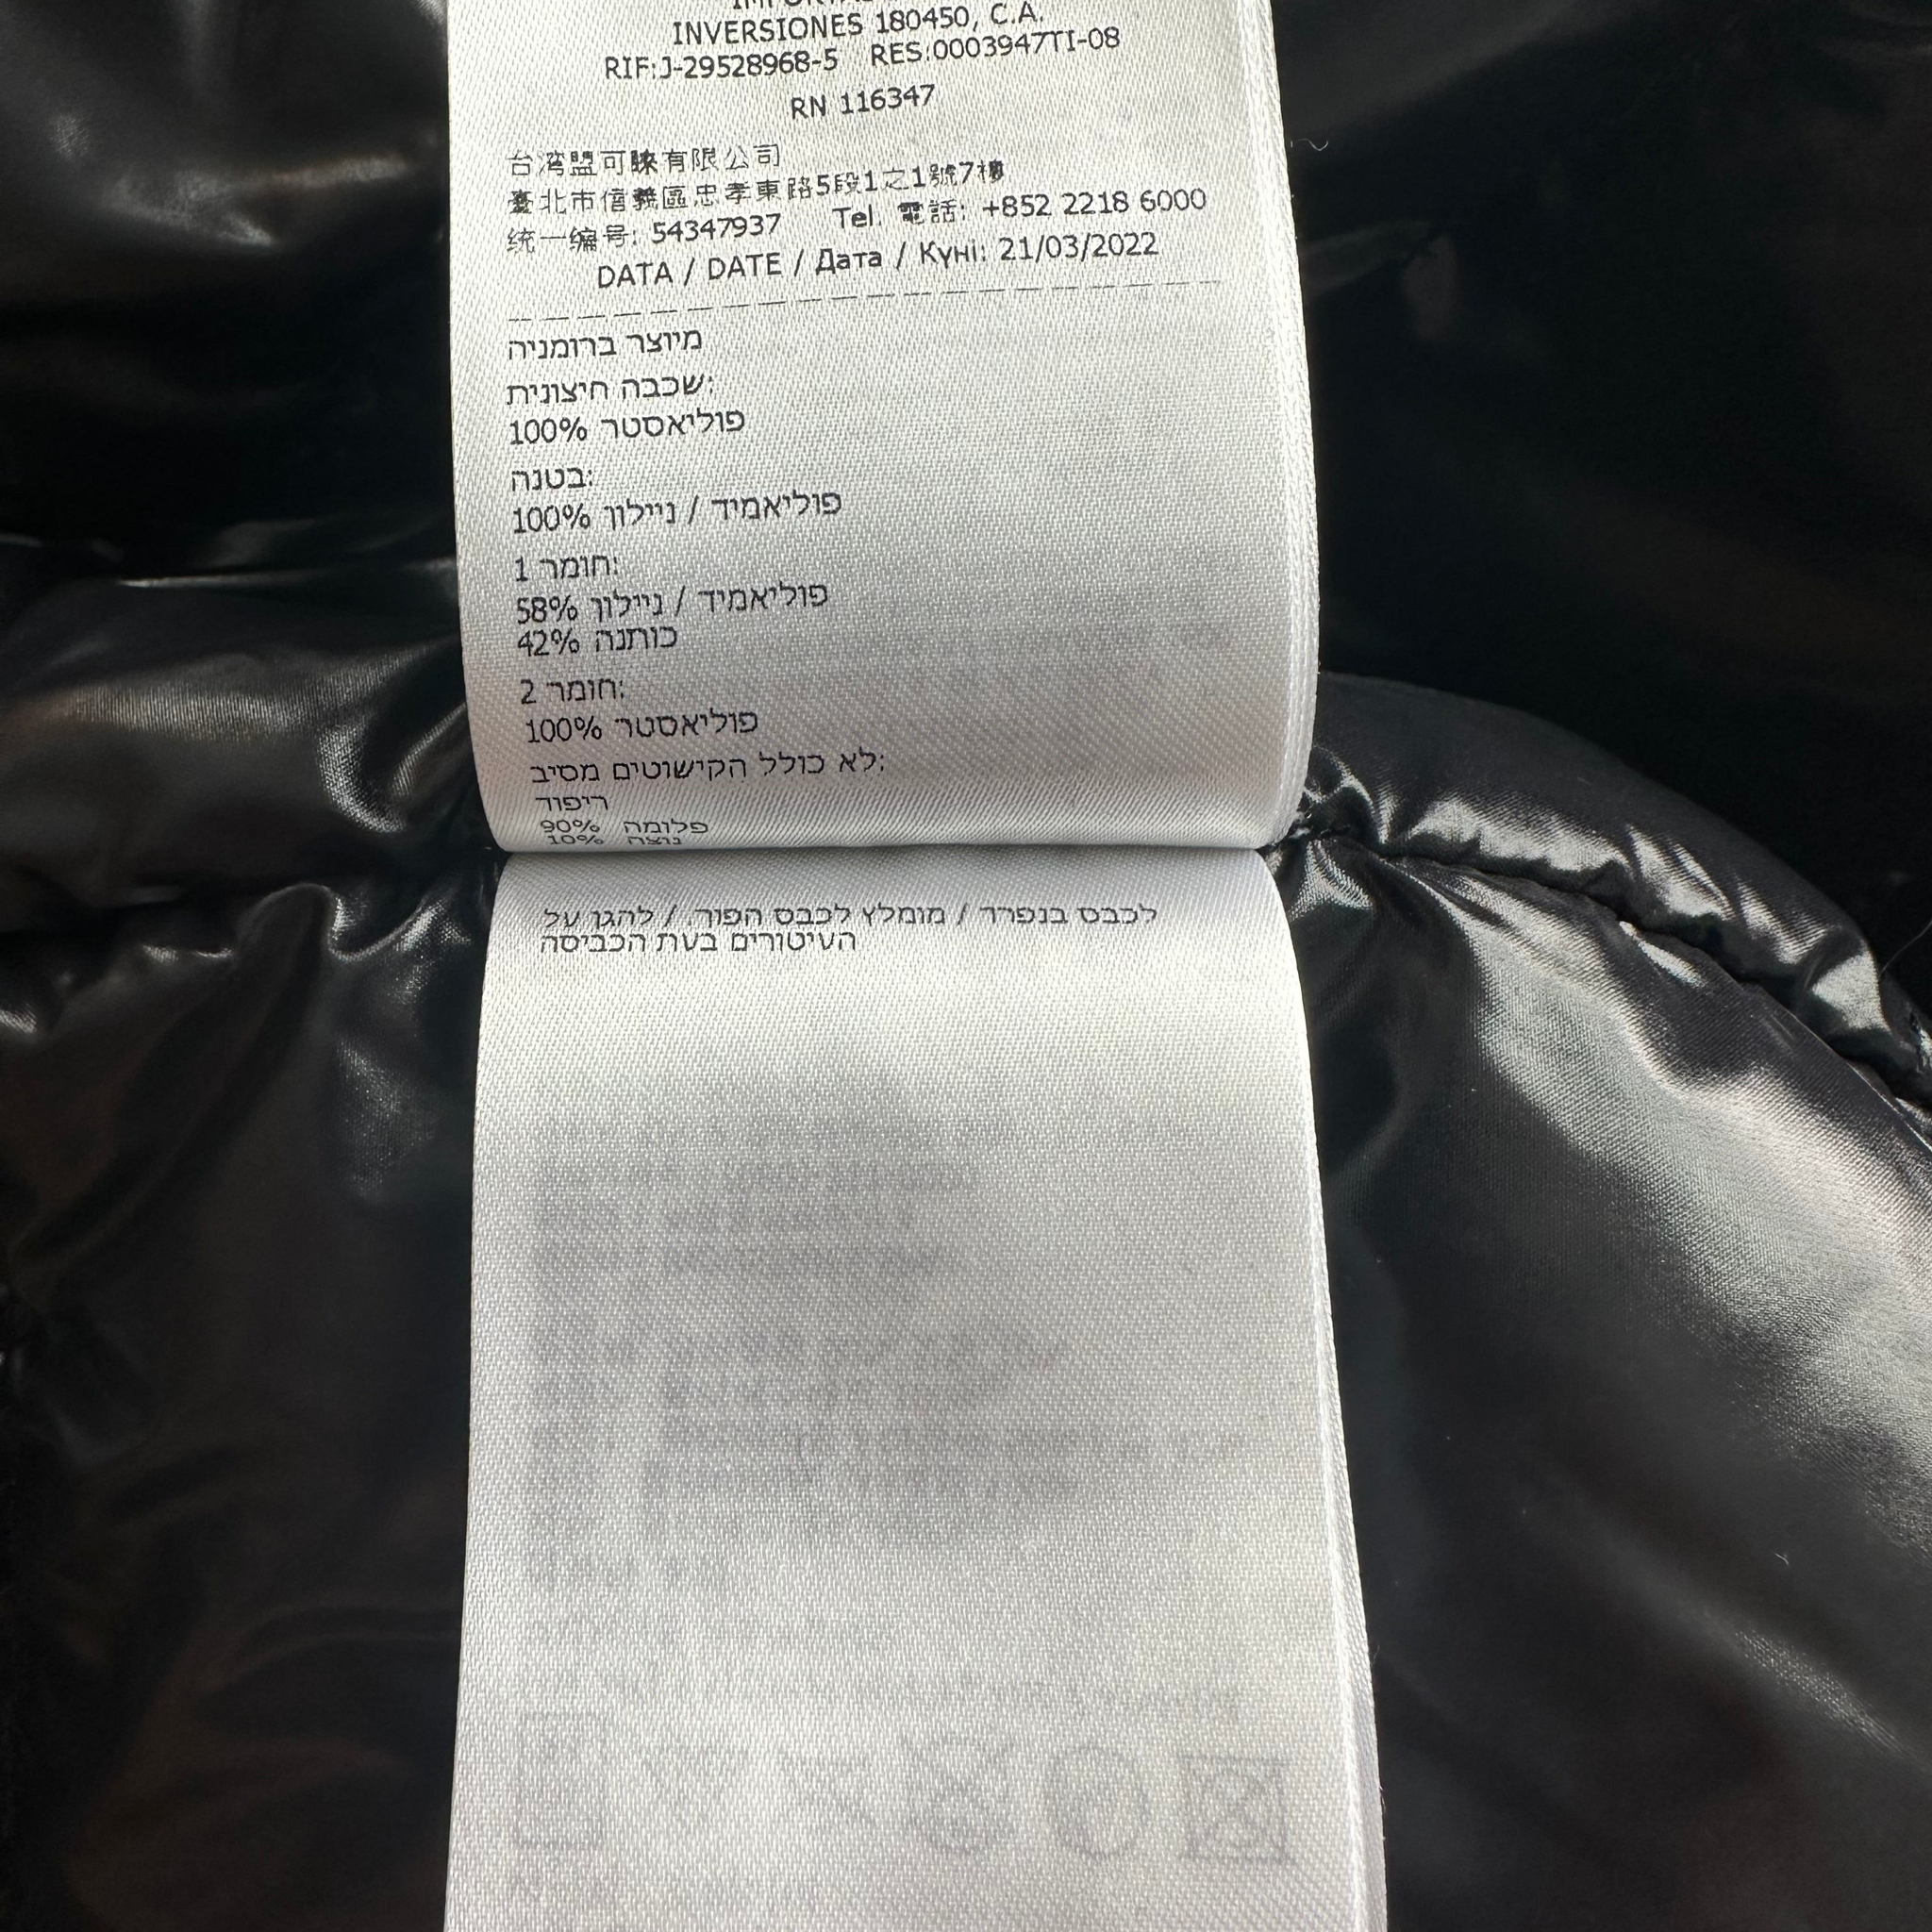 INVERSIONES 180450, C.A.
RIF:J-29528968-5 RES:0003947TI-08
RN 116347
台湾盟可睞有限公司
臺北市信義區忠孝東路5段1之1號7樓
统一编号: 54347937 Tel. 電話: +852 2218 6000
DATA / DATE / Дата / Күні: 21/03/2022
מיוצר ברומניה
שכבה חיצונית:
100% פוליאסטר
בטנה:
100% פוליאמיד / ניילון
1 חומר:
58% פוליאמיד / ניילון
42% כותנה
2 חומר:
100% פוליאסטר
לא כולל הקישוטים מסיב:
ריפוד
90% פלומה
10% נוצה
לכבס בנפרד / מומלץ לכבס הפוך. / להגן על
העיטורים בעת הכביסה